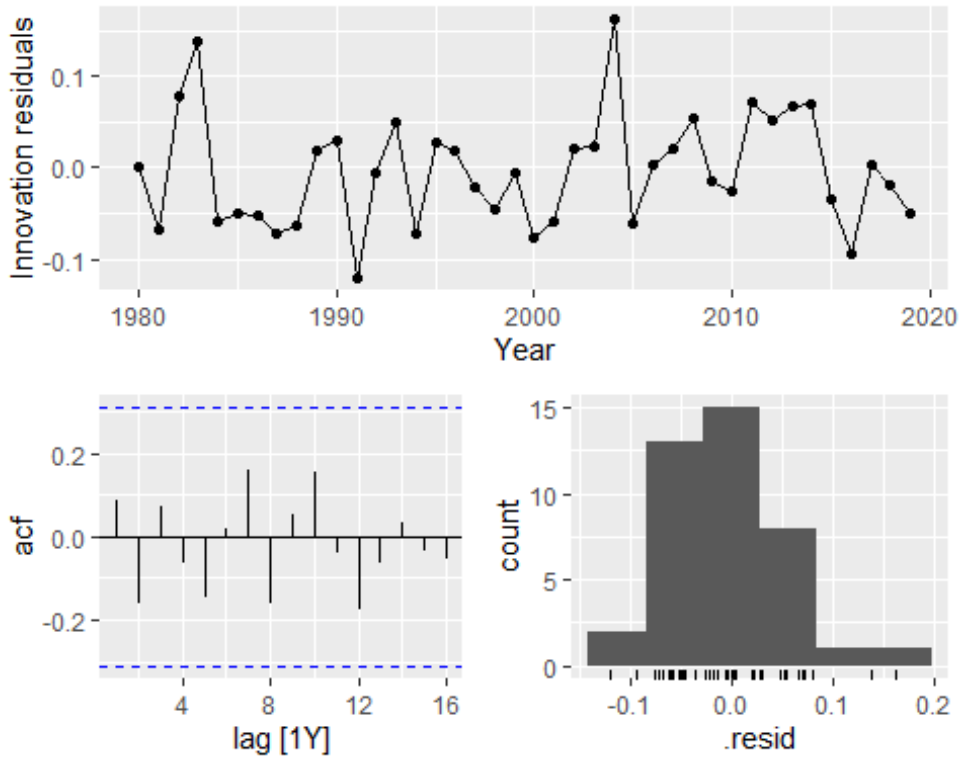 Innovation residuals
0.1
0.0
-0.1
1980 1990 2000 2010 2020
Year
acf
0.2
0.0
-0.2
4 8 12 16
lag [1Y]
count
15
10
5
0
-0.1 0.0 0.1 0.2
.resid